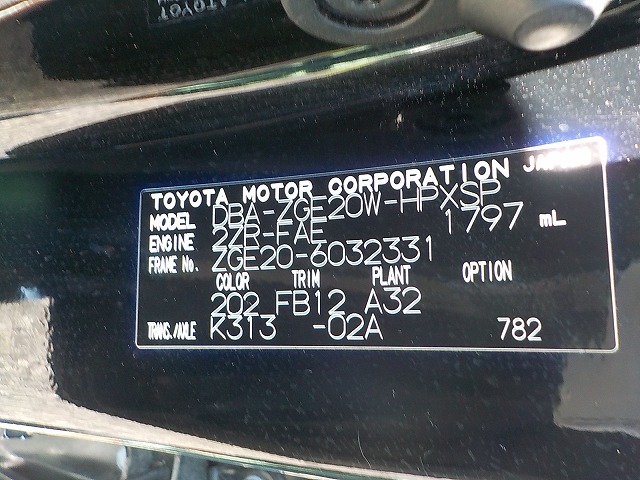 TOYOTA MOTOR CORPORATION JAPAN
MODEL DBA-ZGE20W-HPXSP
ENGINE 2ZR-FAE 1797 mL
FRAME No. ZGE20-6032331
COLOR TRIM PLANT OPTION
202 FB12 A32
TRANS./AXLE K313 -02A 782